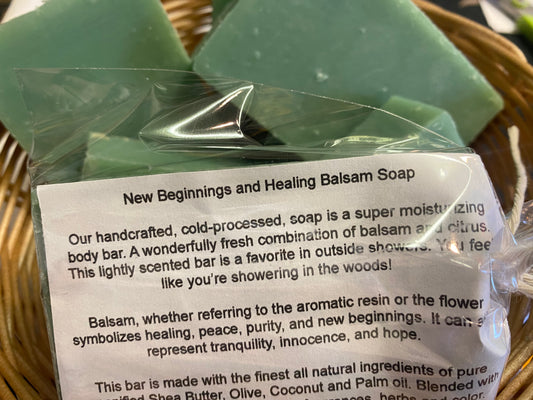 New Beginnings and Healing Balsam Soap
Our handcrafted, cold-processed, soap is a super moisturizing
body bar. A wonderfully fresh combination of balsam and citrus.
This lightly scented bar is a favorite in outside showers. You feel
like you're showering in the woods!
Balsam, whether referring to the aromatic resin or the flower
symbolizes healing, peace, purity, and new beginnings. It can
represent tranquility, innocence, and hope.
This bar is made with the finest all natural ingredients of pure
Shea Butter, Olive, Coconut and Palm oil. Blended with
herbs and color.